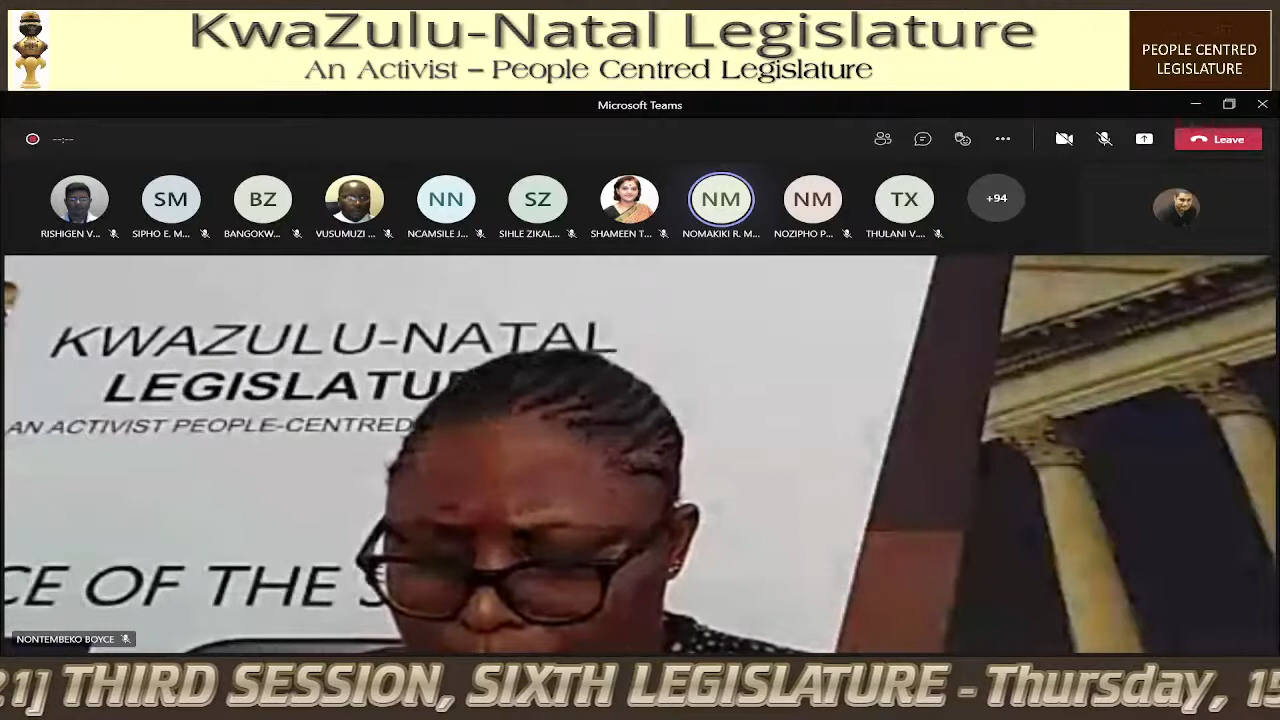 KwaZulu-Natal Legislature
An Activist – People Centred Legislature
PEOPLE CENTRED
LEGISLATURE
Microsoft Teams
--:--
Leave
SM
BZ
NN
SZ
NM
NM
TX
+94
RISHIGEN V...
SIPHO E. M...
BANGOKW...
VUSUMUZI ...
NCAMSILE J...
SIHLE ZIKAL...
SHAMEEN T...
NOMAKIKI R. M...
NOZIPHO P...
THULANI V....
KWAZULU-NATAL
LEGISLATU
AN ACTIVIST PEOPLE-CENTRED
CE OF THE S
NONTEMBEKO BOYCE
21] THIRD SESSION, SIXTH LEGISLATURE - Thursday, 15